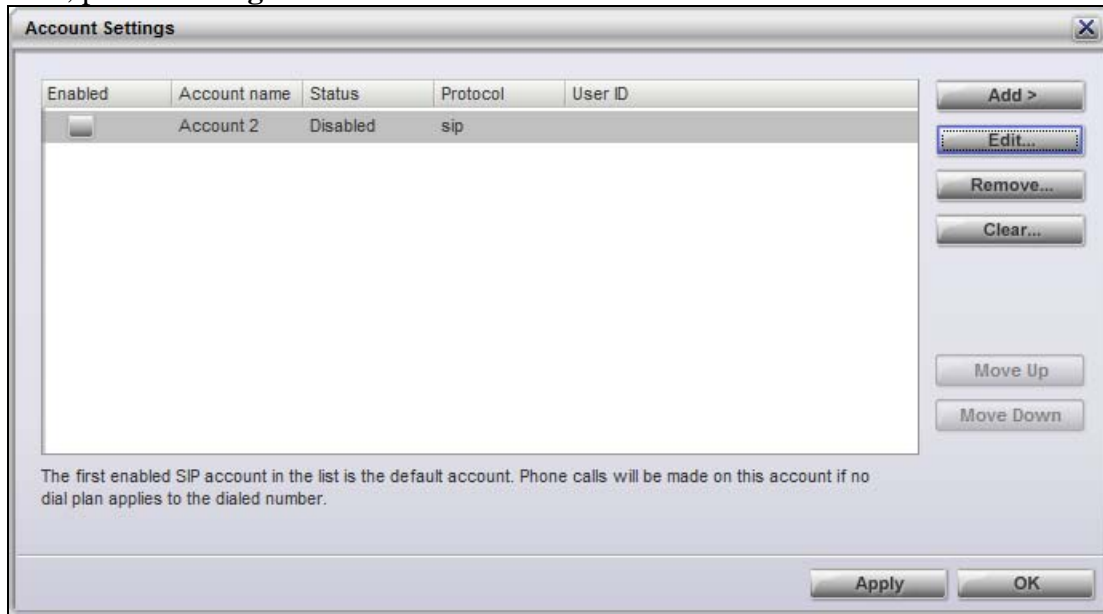 Account Settings
Enabled Account name Status Protocol User ID
Account 2 Disabled sip
Add >
Edit...
Remove...
Clear...
Move Up
Move Down
The first enabled SIP account in the list is the default account. Phone calls will be made on this account if no
dial plan applies to the dialed number.
Apply OK